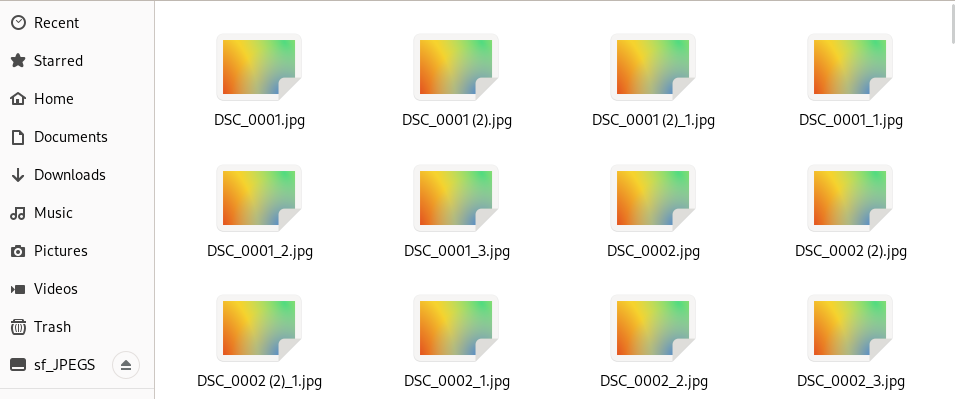 Recent
Starred
Home
Documents
Downloads
Music
Pictures
Videos
Trash
sf_JPEGS
DSC_0001.jpg
DSC_0001 (2).jpg
DSC_0001 (2)_1.jpg
DSC_0001_1.jpg
DSC_0001_2.jpg
DSC_0001_3.jpg
DSC_0002.jpg
DSC_0002 (2).jpg
DSC_0002 (2)_1.jpg
DSC_0002_1.jpg
DSC_0002_2.jpg
DSC_0002_3.jpg